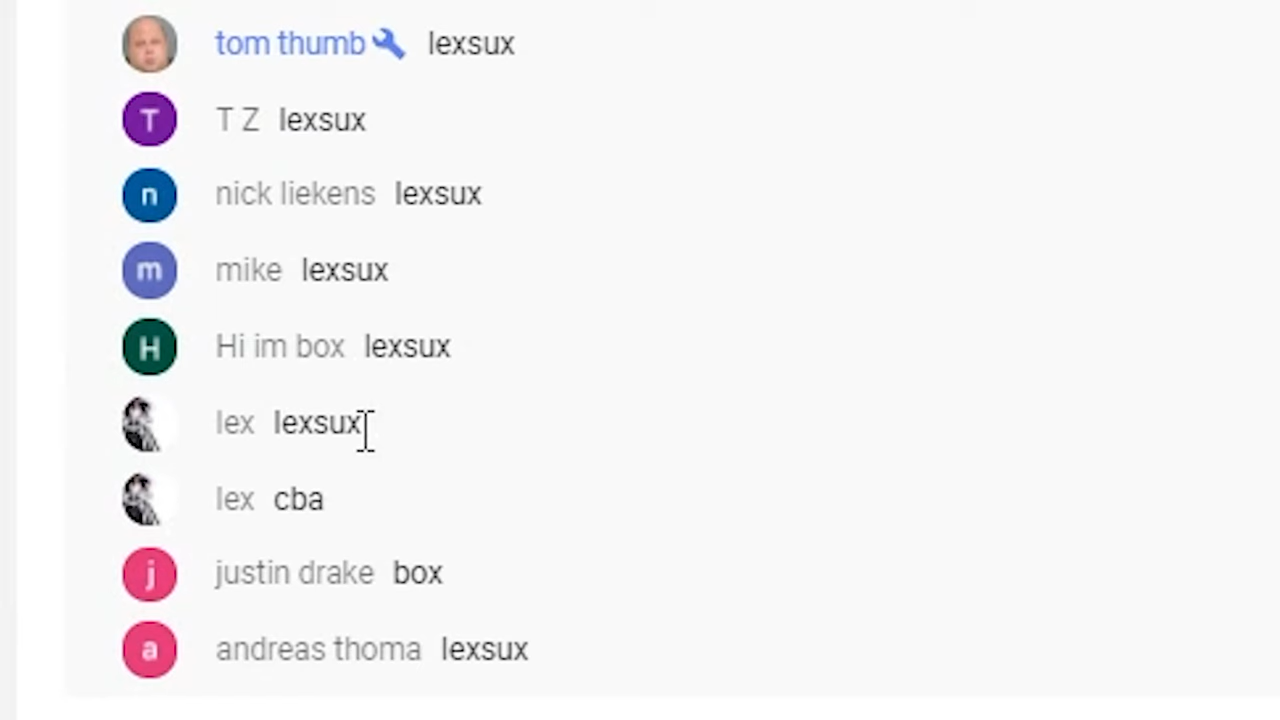 tom thumb lexsux
T T Z lexsux
n nick liekens lexsux
m mike lexsux
H Hi im box lexsux
lex lexsux
lex cba
j justin drake box
a andreas thoma lexsux